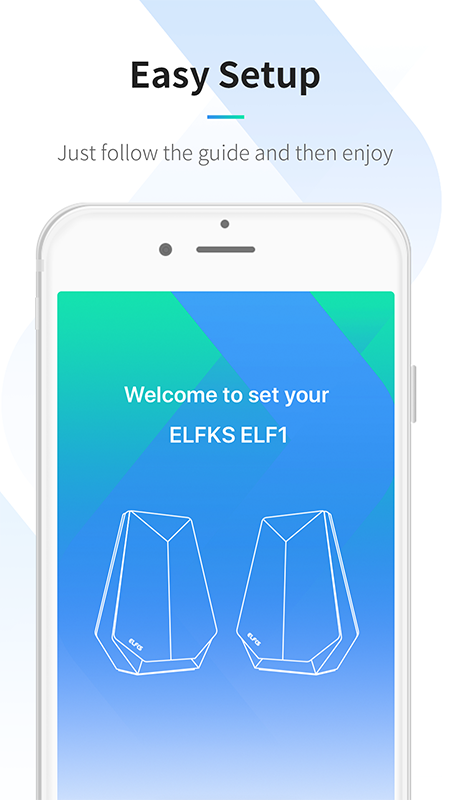 Easy Setup
Just follow the guide and then enjoy
Welcome to set your
ELFKS ELF1
ELFKS
ELFKS